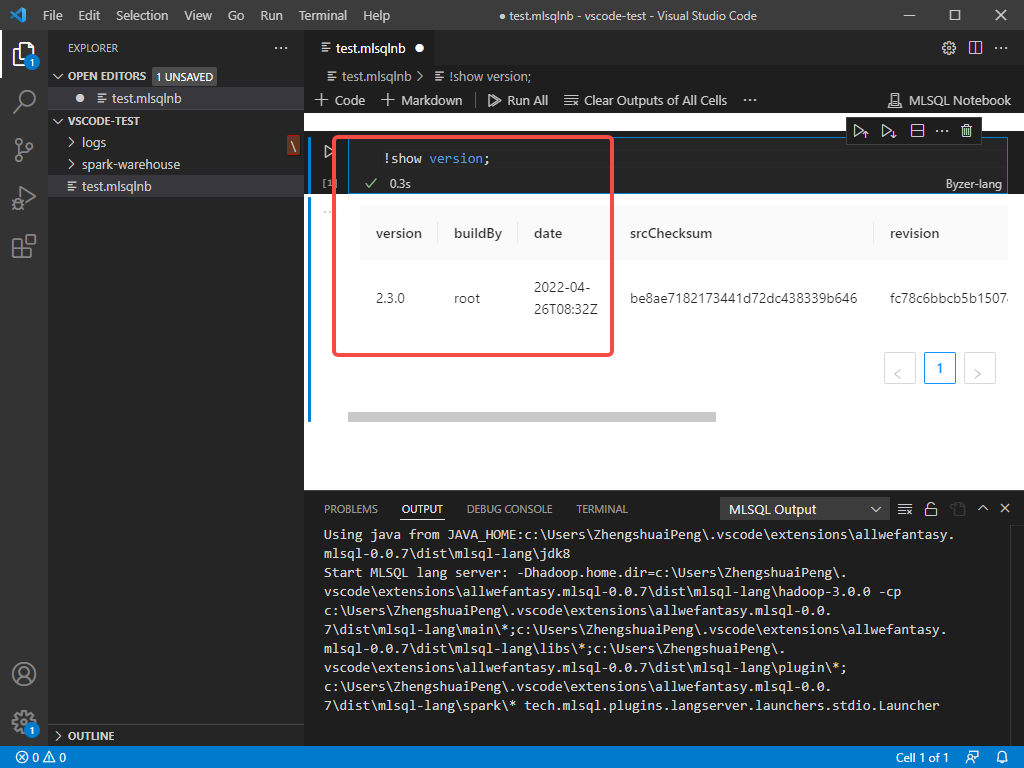 File Edit Selection View Go Run Terminal Help
● test.mlsqlnb - vscode-test - Visual Studio Code
EXPLORER
OPEN EDITORS 1 UNSAVED
test.mlsqlnb
VSCODE-TEST
logs
spark-warehouse
test.mlsqlnb
OUTLINE
1
1
test.mlsqlnb
test.mlsqlnb > !show version;
+ Code + Markdown Run All Clear Outputs of All Cells ...
MLSQL Notebook
\
!show version;
0.3s
Byzer-lang
version buildBy date srcChecksum revision
2.3.0 root 2022-04-
26T08:32Z
be8ae7182173441d72dc438339b646
< 1 >
PROBLEMS OUTPUT DEBUG CONSOLE TERMINAL
MLSQL Output
Using java from JAVA_HOME:c:\Users\ZhengshuaiPeng\.vscode\extensions\allwefantasy.
mlsql-0.0.7\dist\mlsql-lang\jdk8
Start MLSQL lang server: -Dhadoop.home.dir=c:\Users\ZhengshuaiPeng\.
vscode\extensions\allwefantasy.mlsql-0.0.7\dist\mlsql-lang\hadoop-3.0.0 -cp
c:\Users\ZhengshuaiPeng\.vscode\extensions\allwefantasy.mlsql-0.0.
7\dist\mlsql-lang\main\*;c:\Users\ZhengshuaiPeng\.vscode\extensions\allwefantasy.
mlsql-0.0.7\dist\mlsql-lang\libs\*;c:\Users\ZhengshuaiPeng\.
vscode\extensions\allwefantasy.mlsql-0.0.7\dist\mlsql-lang\plugin\*;
c:\Users\ZhengshuaiPeng\.vscode\extensions\allwefantasy.mlsql-0.0.
7\dist\mlsql-lang\spark\* tech.mlsql.plugins.langserver.launchers.stdio.Launcher
0 0
Cell 1 of 1